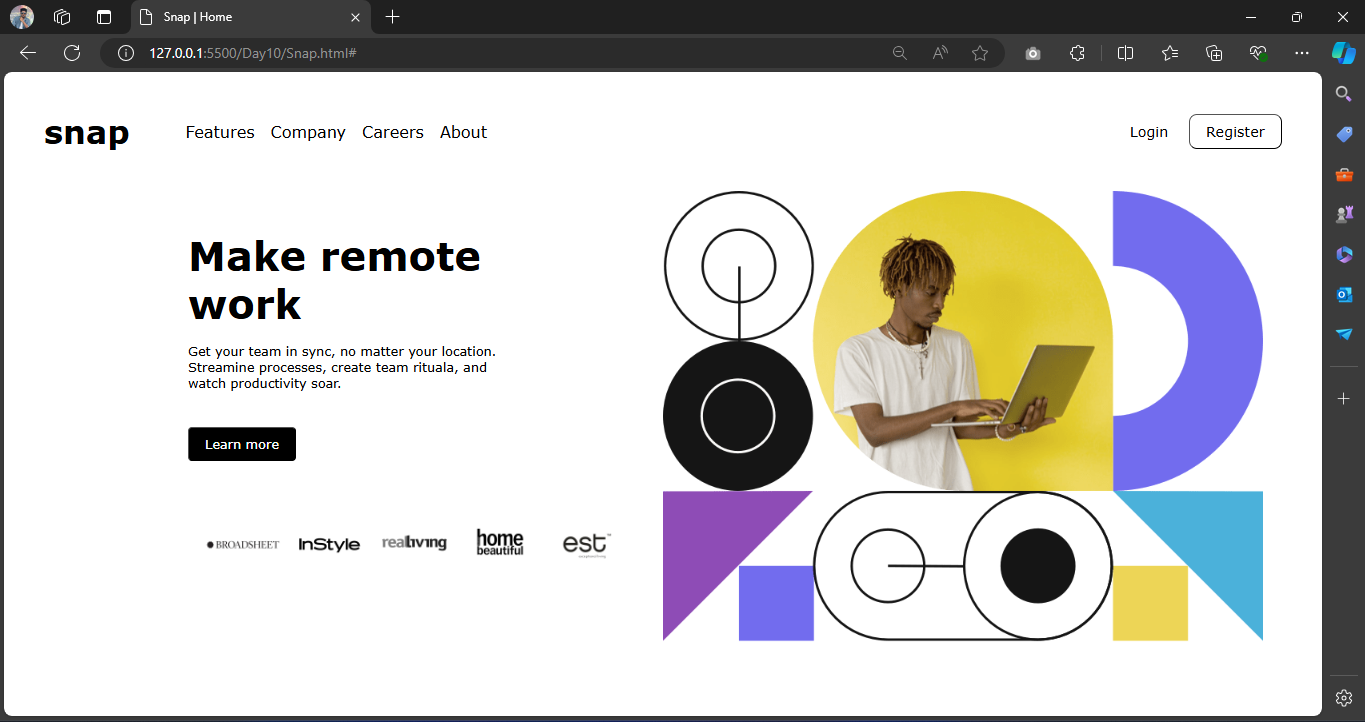 Snap | Home
127.0.0.1:5500/Day10/Snap.html#
snap
Features Company Careers About
Login Register
Make remote
work
Get your team in sync, no matter your location.
Streamine processes, create team rituala, and
watch productivity soar.
Learn more
BROADSHEET InStyle realliving home beautiful est™